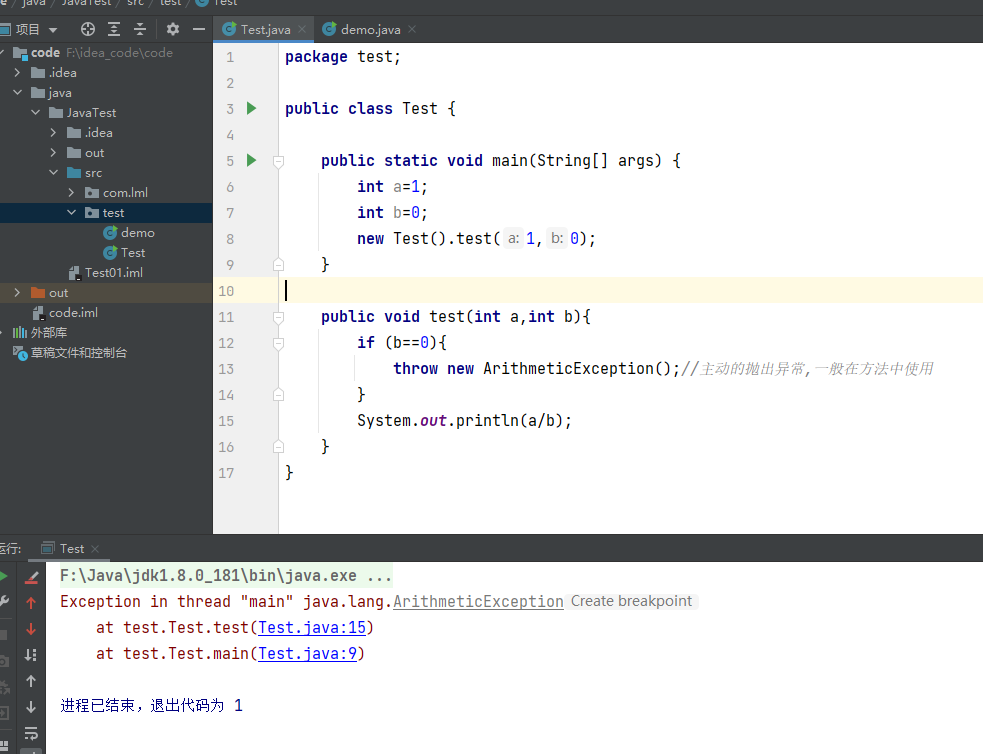 e / java / JavaTest / src / test / Test
项目
Test.java
demo.java
code F:\idea_code\code
.idea
java
JavaTest
.idea
out
src
com.lml
test
demo
Test
Test01.iml
out
code.iml
外部库
草稿文件和控制台
1 package test;
2
3 public class Test {
4
5 public static void main(String[] args) {
6 int a=1;
7 int b=0;
8 new Test().test( a: 1, b: 0);
9 }
10
11 public void test(int a,int b){
12 if (b==0){
13 throw new ArithmeticException();//主动的抛出异常,一般在方法中使用
14 }
15 System.out.println(a/b);
16 }
17 }
运行: Test
F:\Java\jdk1.8.0_181\bin\java.exe ...
Exception in thread "main" java.lang.ArithmeticException Create breakpoint
at test.Test.test(Test.java:15)
at test.Test.main(Test.java:9)
进程已结束，退出代码为 1